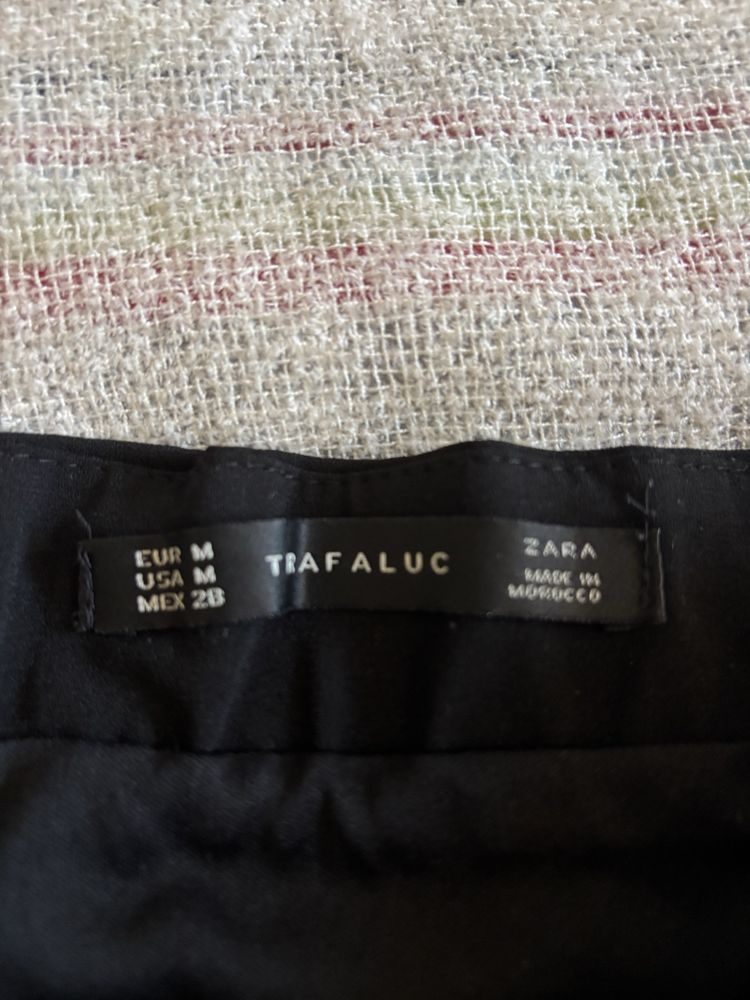 EUR M
USA M
MEX 28
TRAFALUC
ZARA
MADE IN
MOROCCO